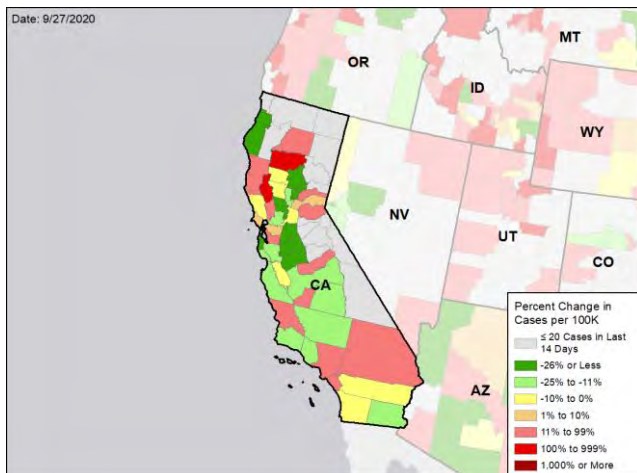 Date: 9/27/2020
MT
OR
ID
WY
NV
UT
CO
CA
AZ
Percent Change in
Cases per 100K
≤ 20 Cases in Last
14 Days
-26% or Less
-25% to -11%
-10% to 0%
1% to 10%
11% to 99%
100% to 999%
1,000% or More